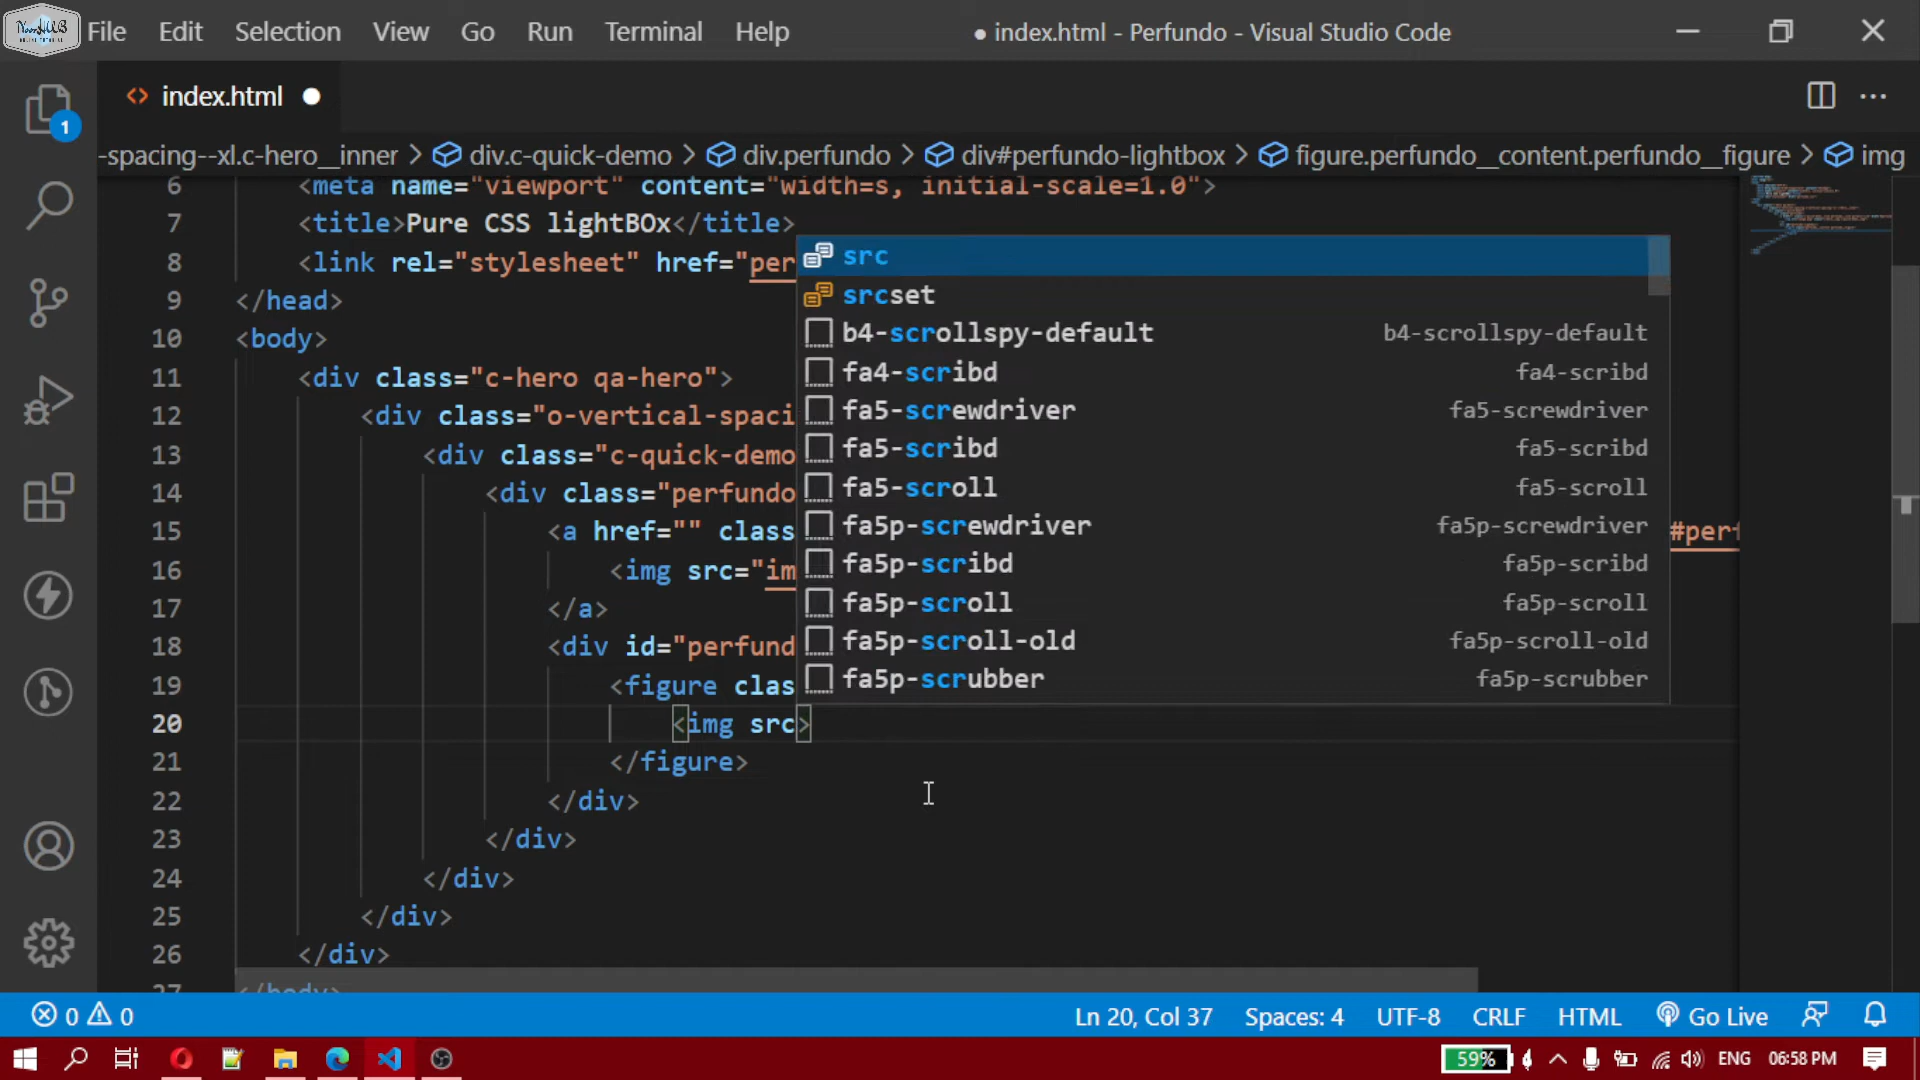 File Edit Selection View Go Run Terminal Help ● index.html - Perfundo - Visual Studio Code
index.html
-spacing--xl.c-hero__inner > div.c-quick-demo > div.perfundo > div#perfundo-lightbox > figure.perfundo__content.perfundo__figure > img
6 <meta name="viewport" content="width=s, initial-scale=1.0">
7 <title>Pure CSS lightBOx</title>
8 <link rel="stylesheet" href="per
9 </head>
10 <body>
11 <div class="c-hero qa-hero">
12 <div class="o-vertical-spaci
13 <div class="c-quick-demo
14 <div class="perfundo
15 <a href="" class #perf
16 <img src="im
17 </a>
18 <div id="perfund
19 <figure clas
20 <img src>
21 </figure>
22 </div>
23 </div>
24 </div>
25 </div>
26 </div>
27 </body>
src
srcset
b4-scrollspy-default b4-scrollspy-default
fa4-scribd fa4-scribd
fa5-screwdriver fa5-screwdriver
fa5-scribd fa5-scribd
fa5-scroll fa5-scroll
fa5p-screwdriver fa5p-screwdriver
fa5p-scribd fa5p-scribd
fa5p-scroll fa5p-scroll
fa5p-scroll-old fa5p-scroll-old
fa5p-scrubber fa5p-scrubber
1
0 0 Ln 20, Col 37 Spaces: 4 UTF-8 CRLF HTML Go Live
59% ENG 06:58 PM